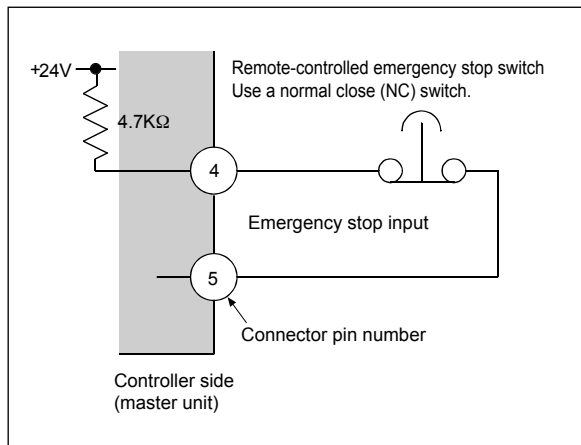 +24V
Remote-controlled emergency stop switch
Use a normal close (NC) switch.
4.7KΩ
4
Emergency stop input
5
Connector pin number
Controller side
(master unit)